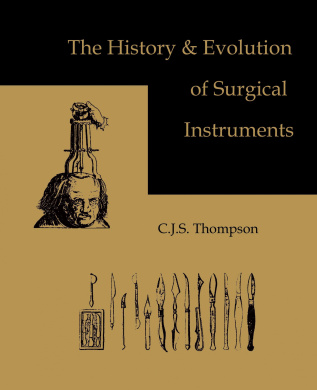 The History & Evolution
of Surgical
Instruments
C.J.S. Thompson